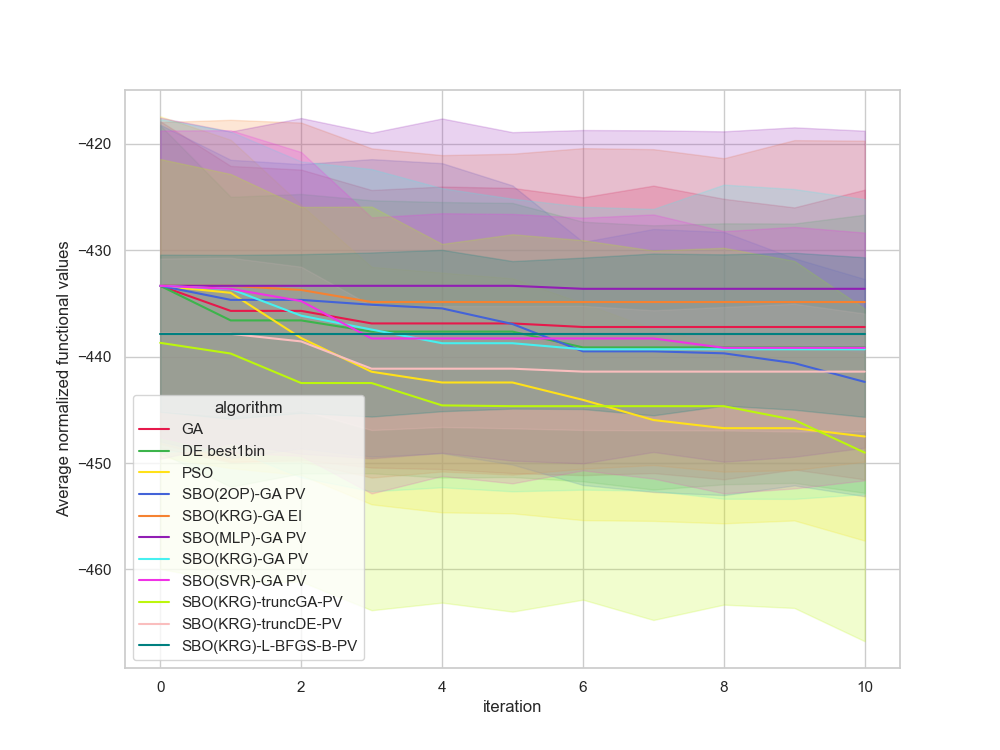 −420
−430
−440
−450
−460
Average normalized functional values
algorithm
GA
DE best1bin
PSO
SBO(2OP)-GA PV
SBO(KRG)-GA EI
SBO(MLP)-GA PV
SBO(KRG)-GA PV
SBO(SVR)-GA PV
SBO(KRG)-truncGA-PV
SBO(KRG)-truncDE-PV
SBO(KRG)-L-BFGS-B-PV
0 2 4 6 8 10
iteration